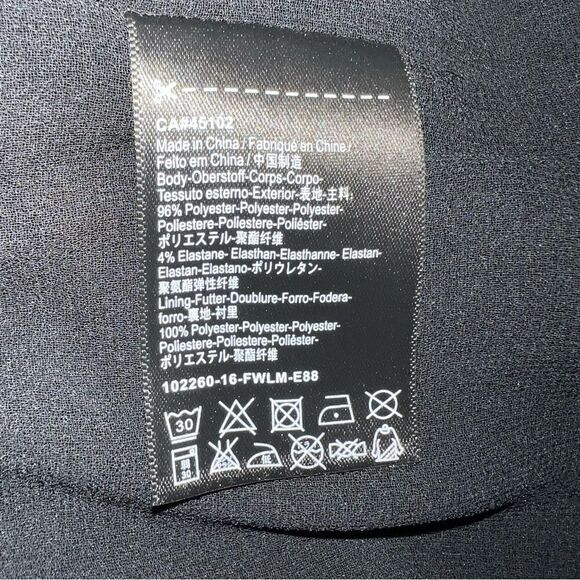 CA#45102
Made in China / Fabriqué en Chine /
Feito em China / 中国制造
Body-Oberstoff-Corps-Corpo-
Tessuto esterno-Exterior-表地-主料:
96% Polyester-Polyester-Polyester-
Poliestere-Poliestere-Poliéster-
ポリエステル-聚酯纤维
4% Elastane- Elasthan-Elasthanne- Elastan-
Elastan-Elastano-ポリウレタン-
聚氨酯弹性纤维
Lining-Futter-Doublure-Forro-Fodera-
forro-裏地-衬里
100% Polyester-Polyester-Polyester-
Poliestere-Poliestere-Poliéster-
ポリエステル-聚酯纤维
102260-16-FWLM-E88
30
30